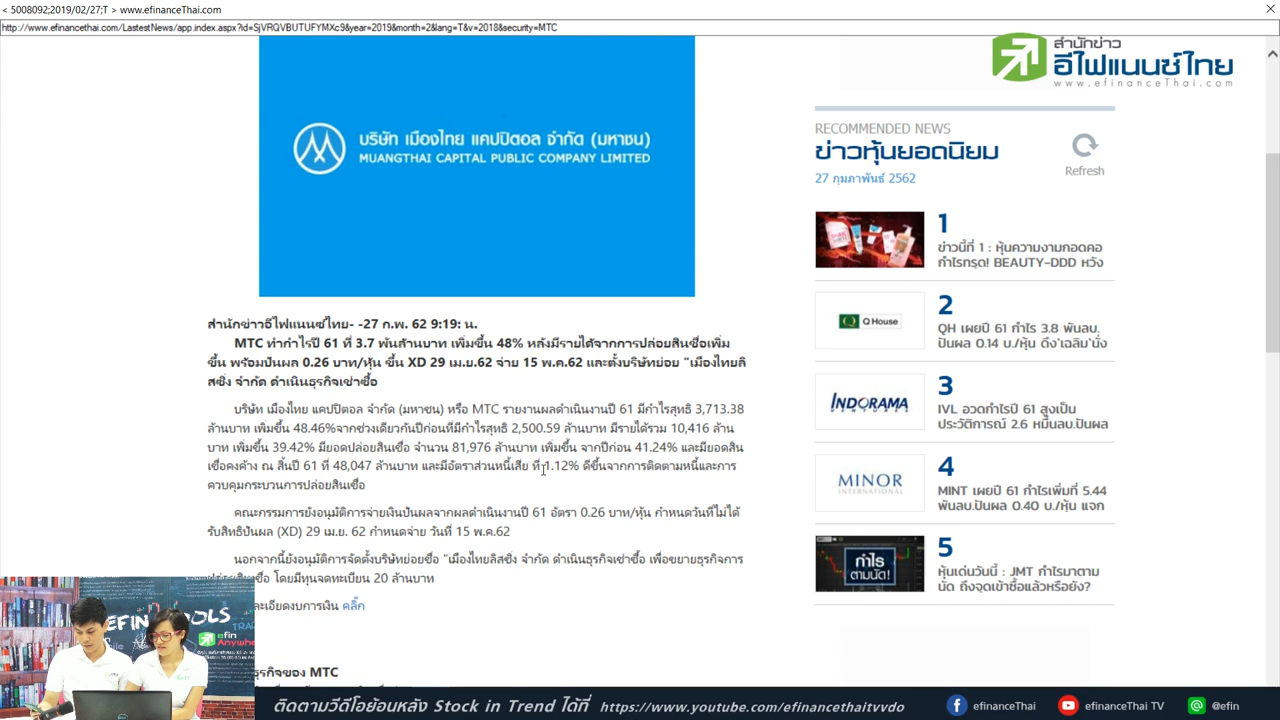 < 5008092;2019/02/27;T > www.efinanceThai.com
http://www.efinanceThai.com/LastestNews/app.index.aspx?id=SjVRQVBUTUFYMXc9&year=2019&month=2&lang=T&v=2018&security=MTC
สำนักข่าว
อีไฟแนนซ์ไทย
www.efinanceThai.com
บริษัท เมืองไทย แคปปิตอล จำกัด (มหาชน)
MUANGTHAI CAPITAL PUBLIC COMPANY LIMITED
สำนักข่าวอีไฟแนนซ์ไทย- -27 ก.พ. 62 9:19: น.
MTC ทำกำไรปี 61 ที่ 3.7 พันล้านบาท เพิ่มขึ้น 48% หลังมีรายได้จากการปล่อยสินเชื่อเพิ่ม
ขึ้น พร้อมปันผล 0.26 บาท/หุ้น ขึ้น XD 29 เม.ย.62 จ่าย 15 พ.ค.62 และตั้งบริษัทย่อย "เมืองไทยลิ
สซิ่ง จำกัด ดำเนินธุรกิจเช่าซื้อ
บริษัท เมืองไทย แคปปิตอล จำกัด (มหาชน) หรือ MTC รายงานผลดำเนินงานปี 61 มีกำไรสุทธิ 3,713.38
ล้านบาท เพิ่มขึ้น 48.46%จากช่วงเดียวกันปีก่อนที่มีกำไรสุทธิ 2,500.59 ล้านบาท มีรายได้รวม 10,416 ล้าน
บาท เพิ่มขึ้น 39.42% มียอดปล่อยสินเชื่อ จำนวน 81,976 ล้านบาท เพิ่มขึ้น จากปีก่อน 41.24% และมียอดสิน
เชื่อคงค้าง ณ สิ้นปี 61 ที่ 48,047 ล้านบาท และมีอัตราส่วนหนี้เสีย ที่ 1.12% ดีขึ้นจากการติดตามหนี้และการ
ควบคุมกระบวนการปล่อยสินเชื่อ
คณะกรรมการยังอนุมัติการจ่ายเงินปันผลจากผลดำเนินงานปี 61 อัตรา 0.26 บาท/หุ้น กำหนดวันที่ไม่ได้
รับสิทธิปันผล (XD) 29 เม.ย. 62 กำหนดจ่าย วันที่ 15 พ.ค.62
นอกจากนี้ยังอนุมัติการจัดตั้งบริษัทย่อยชื่อ "เมืองไทยลิสซิ่ง จำกัด ดำเนินธุรกิจเช่าซื้อ เพื่อขยายธุรกิจการ
ซื้อ โดยมีทุนจดทะเบียน 20 ล้านบาท
ละเอียดงบการเงิน คลิ๊ก
ธุรกิจของ MTC
RECOMMENDED NEWS
ข่าวหุ้นยอดนิยม
27 กุมภาพันธ์ 2562
Refresh
1
ข่าวนี้ที่ 1 : หุ้นความงามกอดคอ
กำไรทรุด! BEAUTY-DDD หวัง
Q House
2
QH เผยปี 61 กำไร 3.8 พันลบ.
ปันผล 0.14 บ./หุ้น ดึง'เฉลิม'นั่ง
INDORAMA
VENTURES
3
IVL อวดกำไรปี 61 สูงเป็น
ประวัติการณ์ 2.6 หมื่นลบ.ปันผล
MINOR
INTERNATIONAL
4
MINT เผยปี 61 กำไรเพิ่มที่ 5.44
พันลบ.ปันผล 0.40 บ./หุ้น แจก
กำไร
ตามนัด!
5
หุ้นเด่นวันนี้ : JMT กำไรมาตาม
นัด ถึงจุดเข้าซื้อแล้วหรือยัง?
efin
Anywhere
ติดตามวีดีโอย้อนหลัง Stock in Trend ได้ที่ https://www.youtube.com/efinancethaitvvdo
efinanceThai
efinanceThai TV
@efin